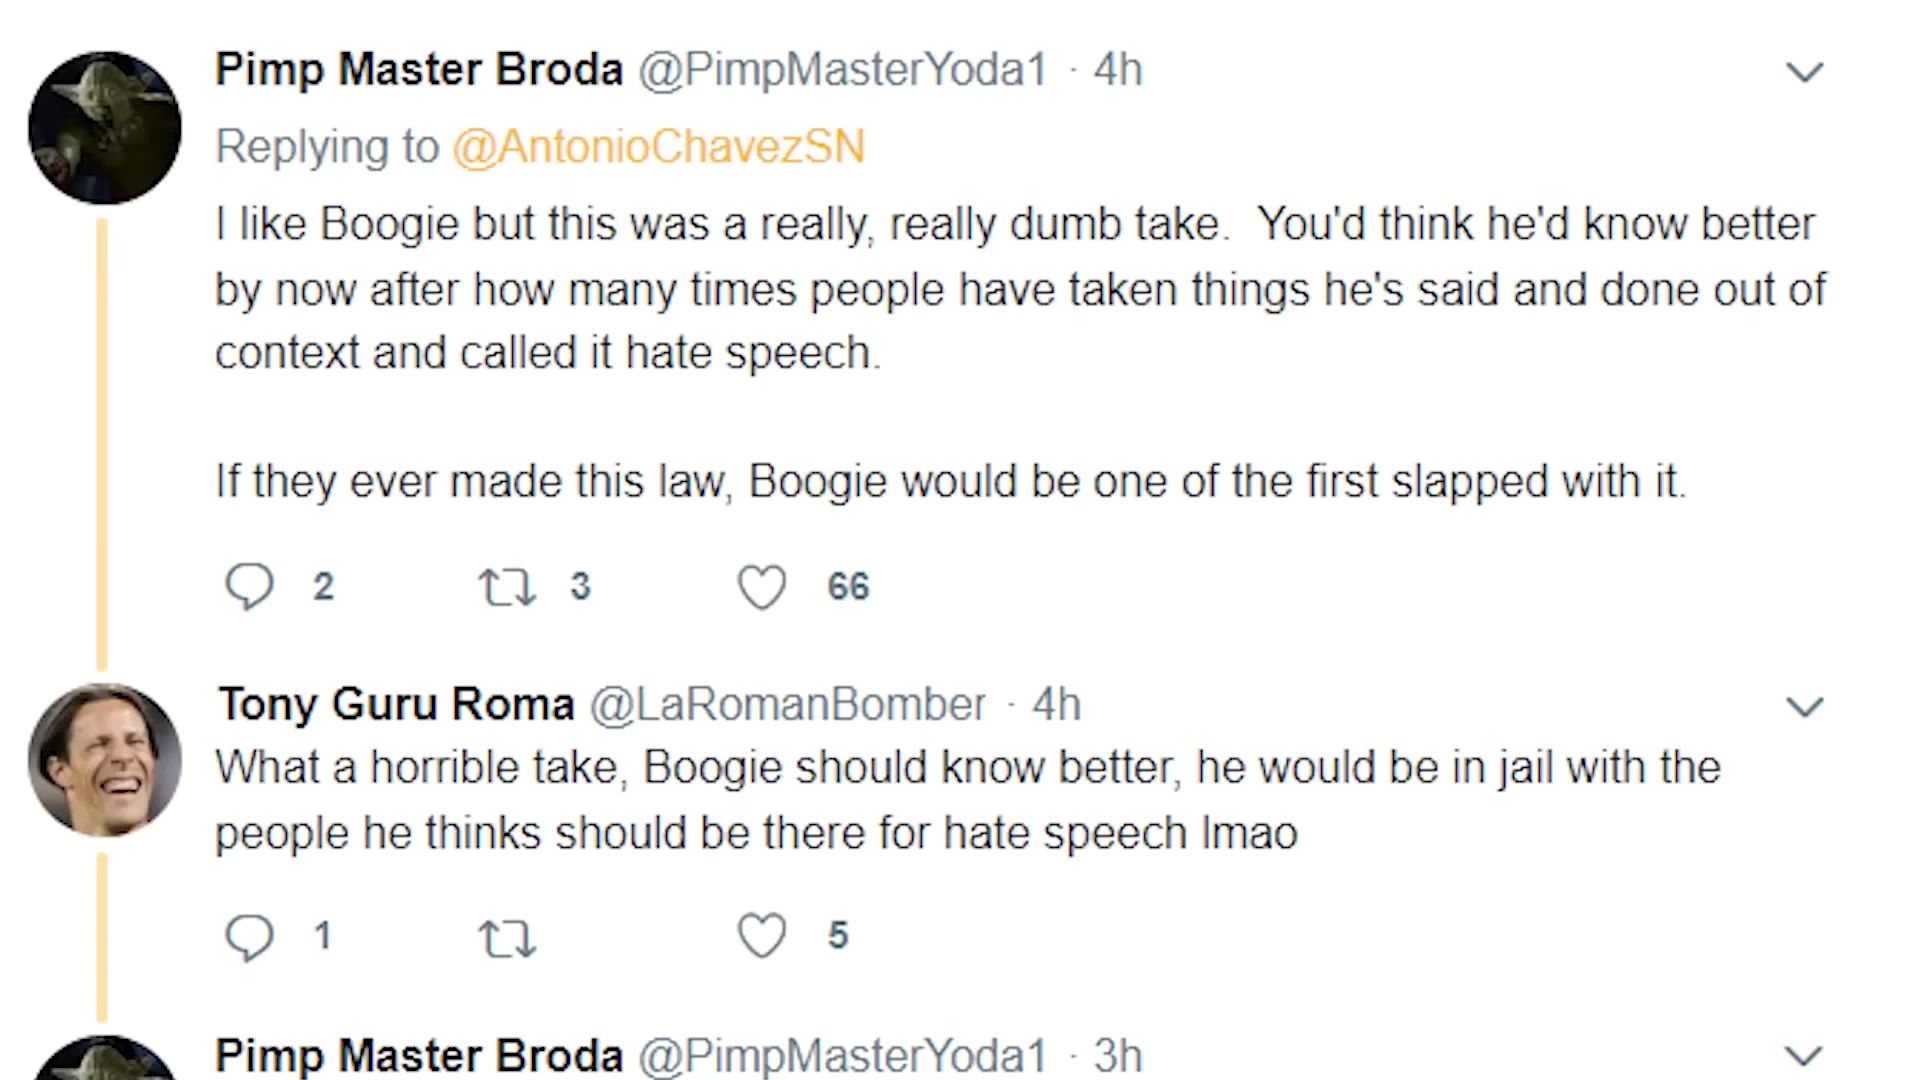 Pimp Master Broda @PimpMasterYoda1 · 4h
Replying to @AntonioChavezSN
I like Boogie but this was a really, really dumb take.  You'd think he'd know better
by now after how many times people have taken things he's said and done out of
context and called it hate speech.
If they ever made this law, Boogie would be one of the first slapped with it.
2 3 66
Tony Guru Roma @LaRomanBomber · 4h
What a horrible take, Boogie should know better, he would be in jail with the
people he thinks should be there for hate speech lmao
1 5
Pimp Master Broda @PimpMasterYoda1 · 3h